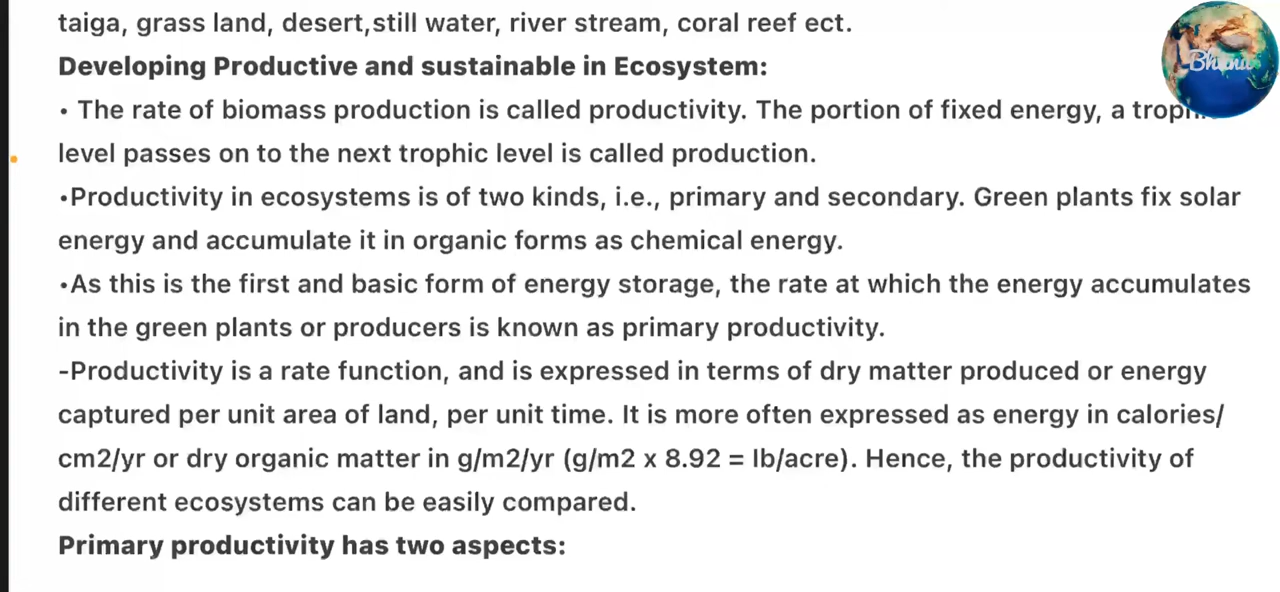 taiga, grass land, desert,still water, river stream, coral reef ect.
Developing Productive and sustainable in Ecosystem:
• The rate of biomass production is called productivity. The portion of fixed energy, a
level passes on to the next trophic level is called production.
•Productivity in ecosystems is of two kinds, i.e., primary and secondary. Green plants fix solar
energy and accumulate it in organic forms as chemical energy.
•As this is the first and basic form of energy storage, the rate at which the energy accumulates
in the green plants or producers is known as primary productivity.
-Productivity is a rate function, and is expressed in terms of dry matter produced or energy
captured per unit area of land, per unit time. It is more often expressed as energy in calories/
cm2/yr or dry organic matter in g/m2/yr (g/m2 x 8.92 = lb/acre). Hence, the productivity of
different ecosystems can be easily compared.
Primary productivity has two aspects: